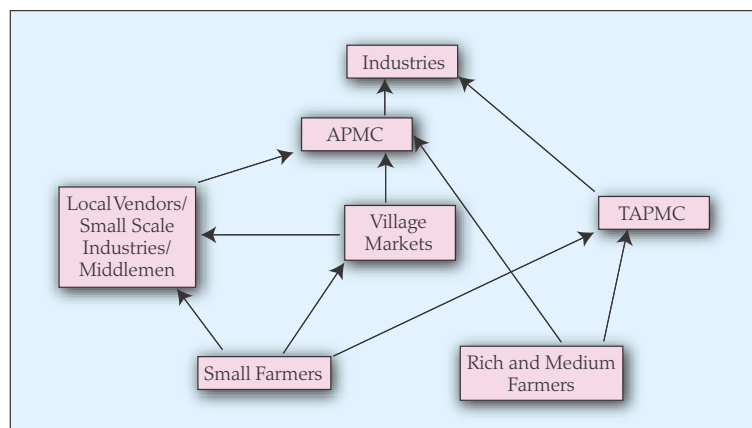 Industries
APMC
Local Vendors/
Small Scale
Industries/
Middlemen
Village
Markets
TAPMC
Small Farmers
Rich and Medium
Farmers